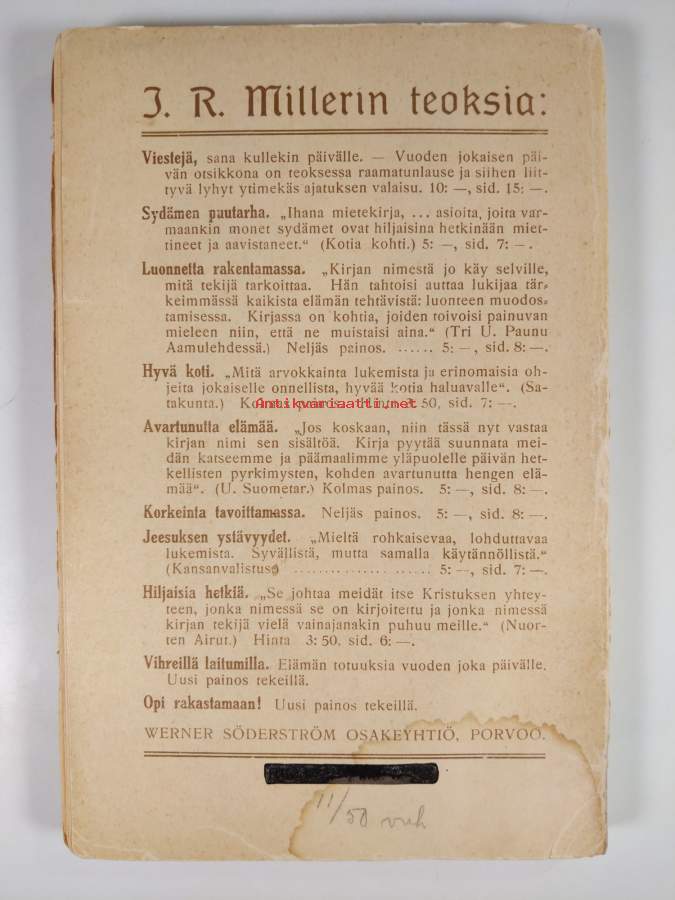 J. R. Millerin teoksia:
Viestejä, sana kullekin päivälle. — Vuoden jokaisen päi-
vän otsikkona on teoksessa raamatunlause ja siihen liit-
tyvä lyhyt ytimekäs ajatuksen valaisu. 10: —, sid. 15: —.
Sydämen puutarha. „Ihana mietekirja, ... asioita, joita var-
maankin monet sydämet ovat hiljaisina hetkinään miet-
tineet ja aavistaneet.“ (Kotia kohti.) 5: —, sid. 7: —.
Luonnetta rakentamassa. „Kirjan nimestä jo käy selville,
mitä tekijä tarkoittaa. Hän tahtoisi auttaa lukijaa tär-
keimmässä kaikista elämän tehtävistä: luonteen muodos-
tamisessa. Kirjassa on kohtia, joiden toivoisi painuvan
mieleen niin, että ne muistaisi aina.“ (Tri U. Paunu
Aamulehdessä.) Neljäs painos. ...... 5: —, sid. 8: —.
Hyvä koti. „Mitä arvokkainta lukemista ja erinomaisia oh-
jeita jokaiselle onnellista, hyvää kotia haluavalle“. (Sa-
takunta.) Kolmas painos. Hinta 3: 50, sid. 7: —.
Antikvariaatti.net
Avartunutta elämää. „Jos koskaan, niin tässä nyt vastaa
kirjan nimi sen sisältöä. Kirja pyytää suunnata mei-
dän katseemme ja päämaalimme yläpuolelle päivän het-
kellisten pyrkimysten, kohden avartunutta hengen elä-
mää“. (U. Suometar.) Kolmas painos. 5: —, sid. 8: —.
Korkeinta tavoittamassa. Neljäs painos. 5: —, sid. 8: —.
Jeesuksen ystävyydet. „Mieltä rohkaisevaa, lohduttavaa
lukemista. Syvällistä, mutta samalla käytännöllistä.“
(Kansanvalistus) .................. 5: —, sid. 7: —.
Hiljaisia hetkiä. „Se johtaa meidät itse Kristuksen yhtey-
teen, jonka nimessä se on kirjoitettu ja jonka nimessä
kirjan tekijä vielä vainajanakin puhuu meille.“ (Nuor-
ten Airut.) Hinta 3: 50, sid. 6: —.
Vihreillä laitumilla. Elämän totuuksia vuoden joka päivälle.
Uusi painos tekeillä.
Opi rakastamaan! Uusi painos tekeillä.
WERNER SÖDERSTRÖM OSAKEYHTIÖ, PORVOO.
11/50